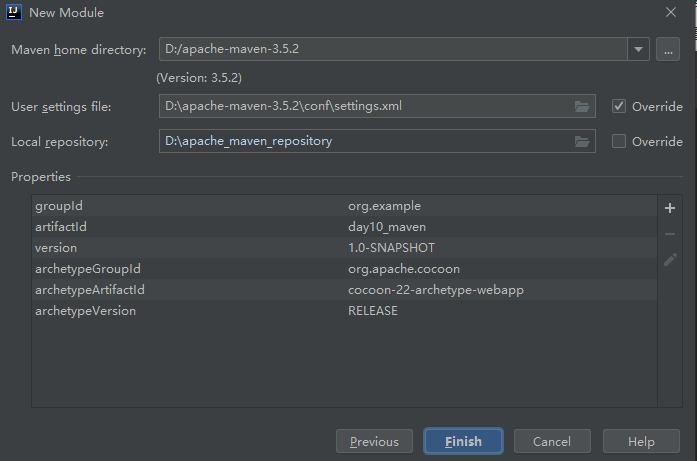 New Module
Maven home directory: D:/apache-maven-3.5.2 ...
(Version: 3.5.2)
User settings file: D:\apache-maven-3.5.2\conf\settings.xml Override
Local repository: D:\apache_maven_repository Override
Properties
groupId org.example
artifactId day10_maven
version 1.0-SNAPSHOT
archetypeGroupId org.apache.cocoon
archetypeArtifactId cocoon-22-archetype-webapp
archetypeVersion RELEASE
Previous Finish Cancel Help